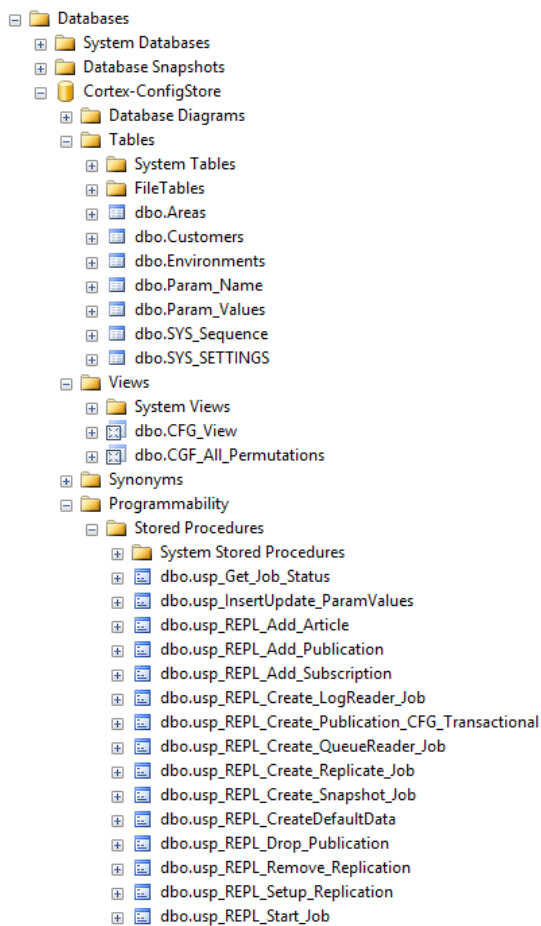 Databases
System Databases
Database Snapshots
Cortex-ConfigStore
Database Diagrams
Tables
System Tables
FileTables
dbo.Areas
dbo.Customers
dbo.Environments
dbo.Param_Name
dbo.Param_Values
dbo.SYS_Sequence
dbo.SYS_SETTINGS
Views
System Views
dbo.CFG_View
dbo.CGF_All_Permutations
Synonyms
Programmability
Stored Procedures
System Stored Procedures
dbo.usp_Get_Job_Status
dbo.usp_InsertUpdate_ParamValues
dbo.usp_REPL_Add_Article
dbo.usp_REPL_Add_Publication
dbo.usp_REPL_Add_Subscription
dbo.usp_REPL_Create_LogReader_Job
dbo.usp_REPL_Create_Publication_CFG_Transactional
dbo.usp_REPL_Create_QueueReader_Job
dbo.usp_REPL_Create_Replicate_Job
dbo.usp_REPL_Create_Snapshot_Job
dbo.usp_REPL_CreateDefaultData
dbo.usp_REPL_Drop_Publication
dbo.usp_REPL_Remove_Replication
dbo.usp_REPL_Setup_Replication
dbo.usp_REPL_Start_Job